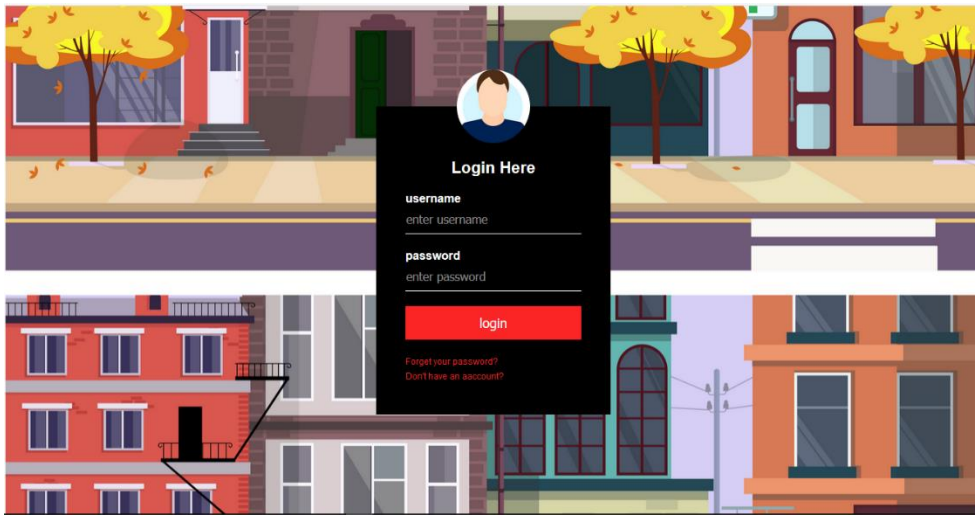 Login Here
username
enter username
password
enter password
login
Forget your password?
Don't have an aaccount?